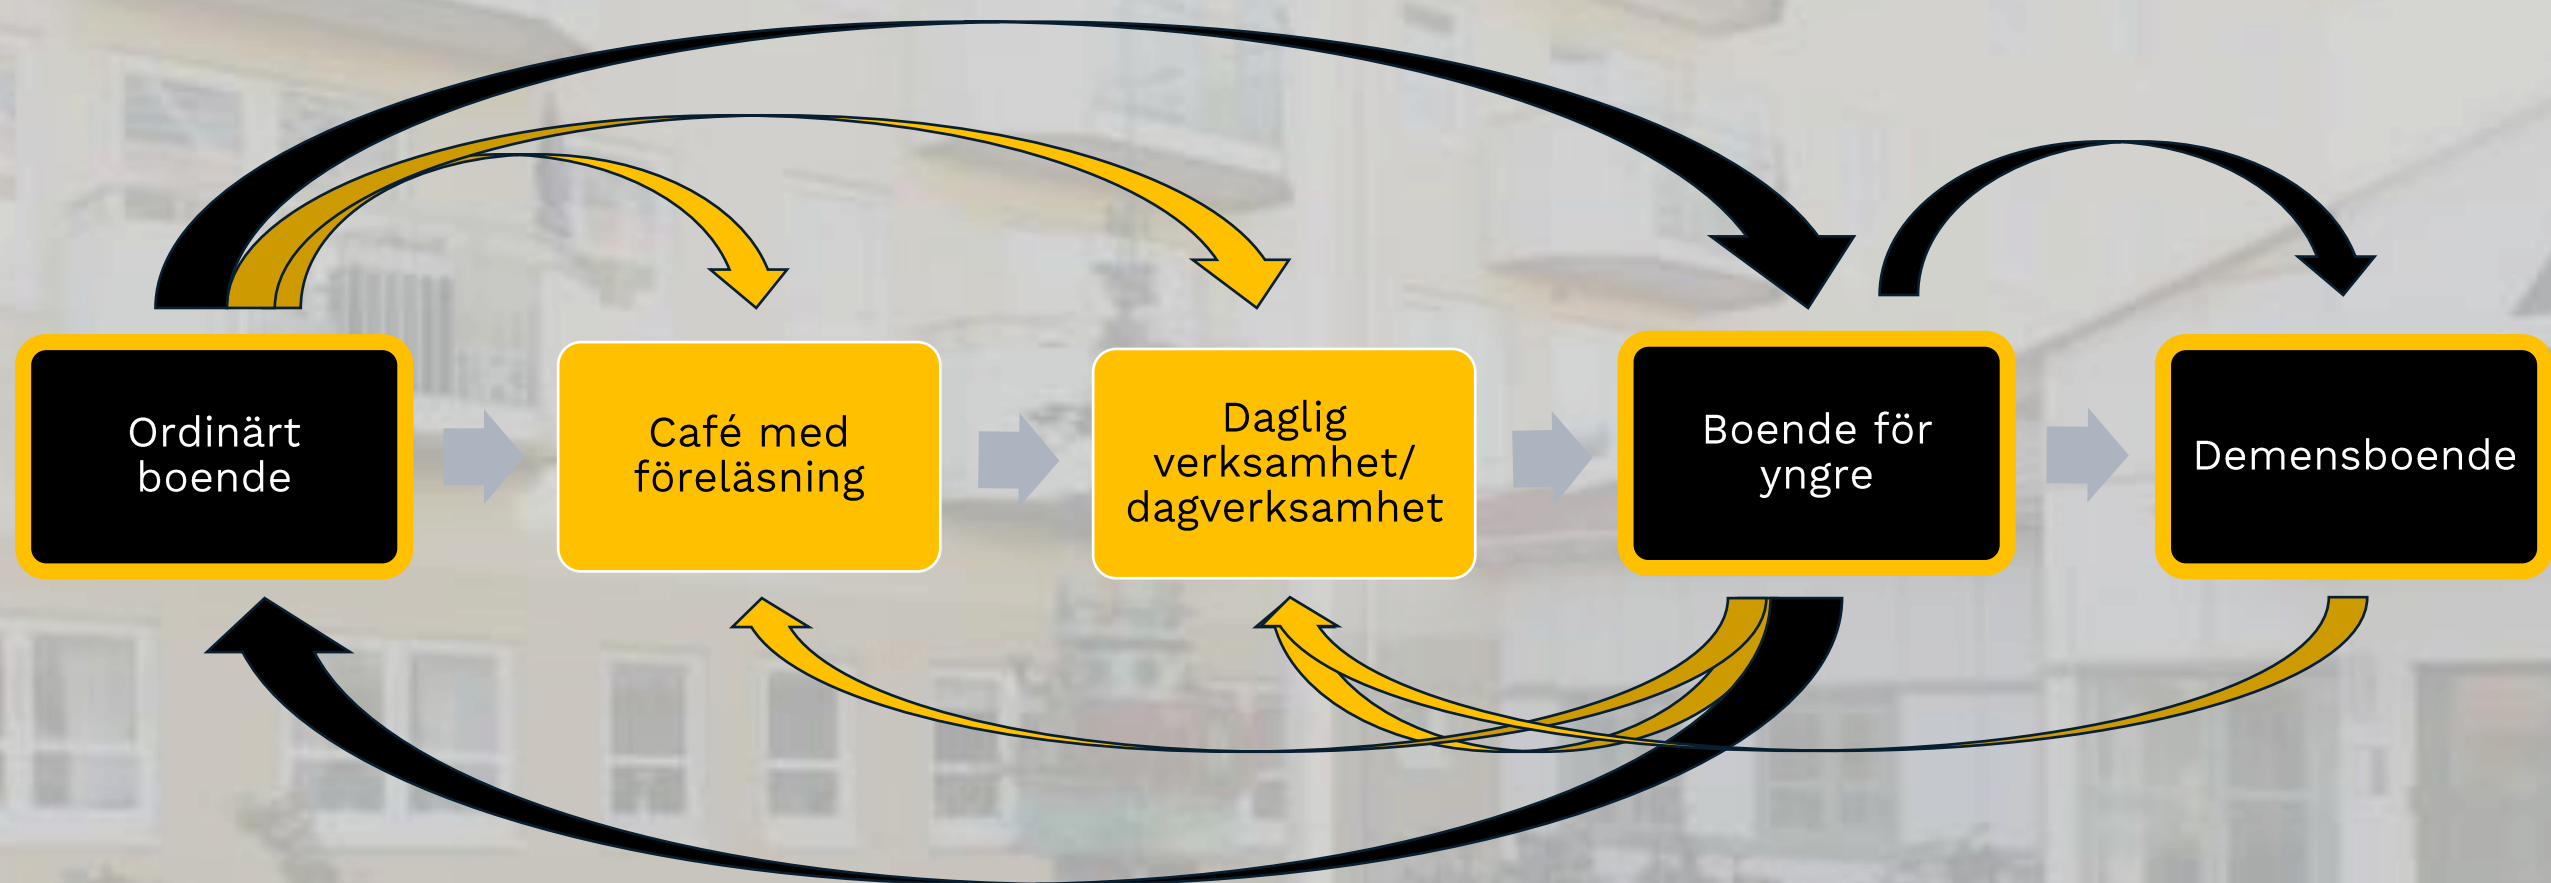 Ordinärt
boende
Café med
föreläsning
Daglig
verksamhet/
dagverksamhet
Boende för
yngre
Demensboende